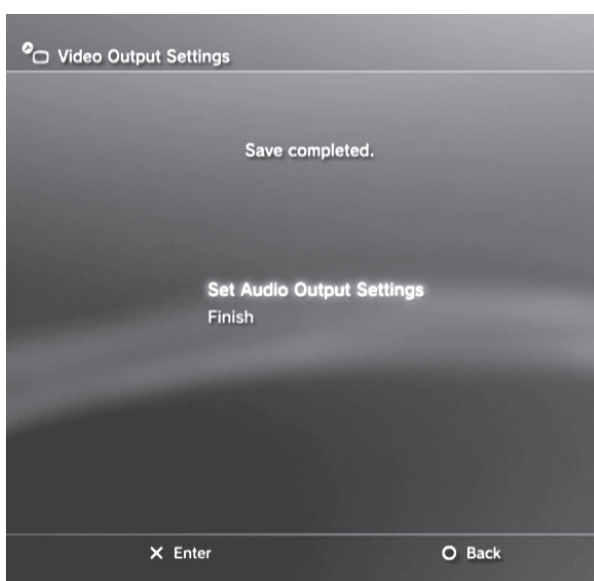 Video Output Settings
Save completed.
Set Audio Output Settings
Finish
X Enter
O Back